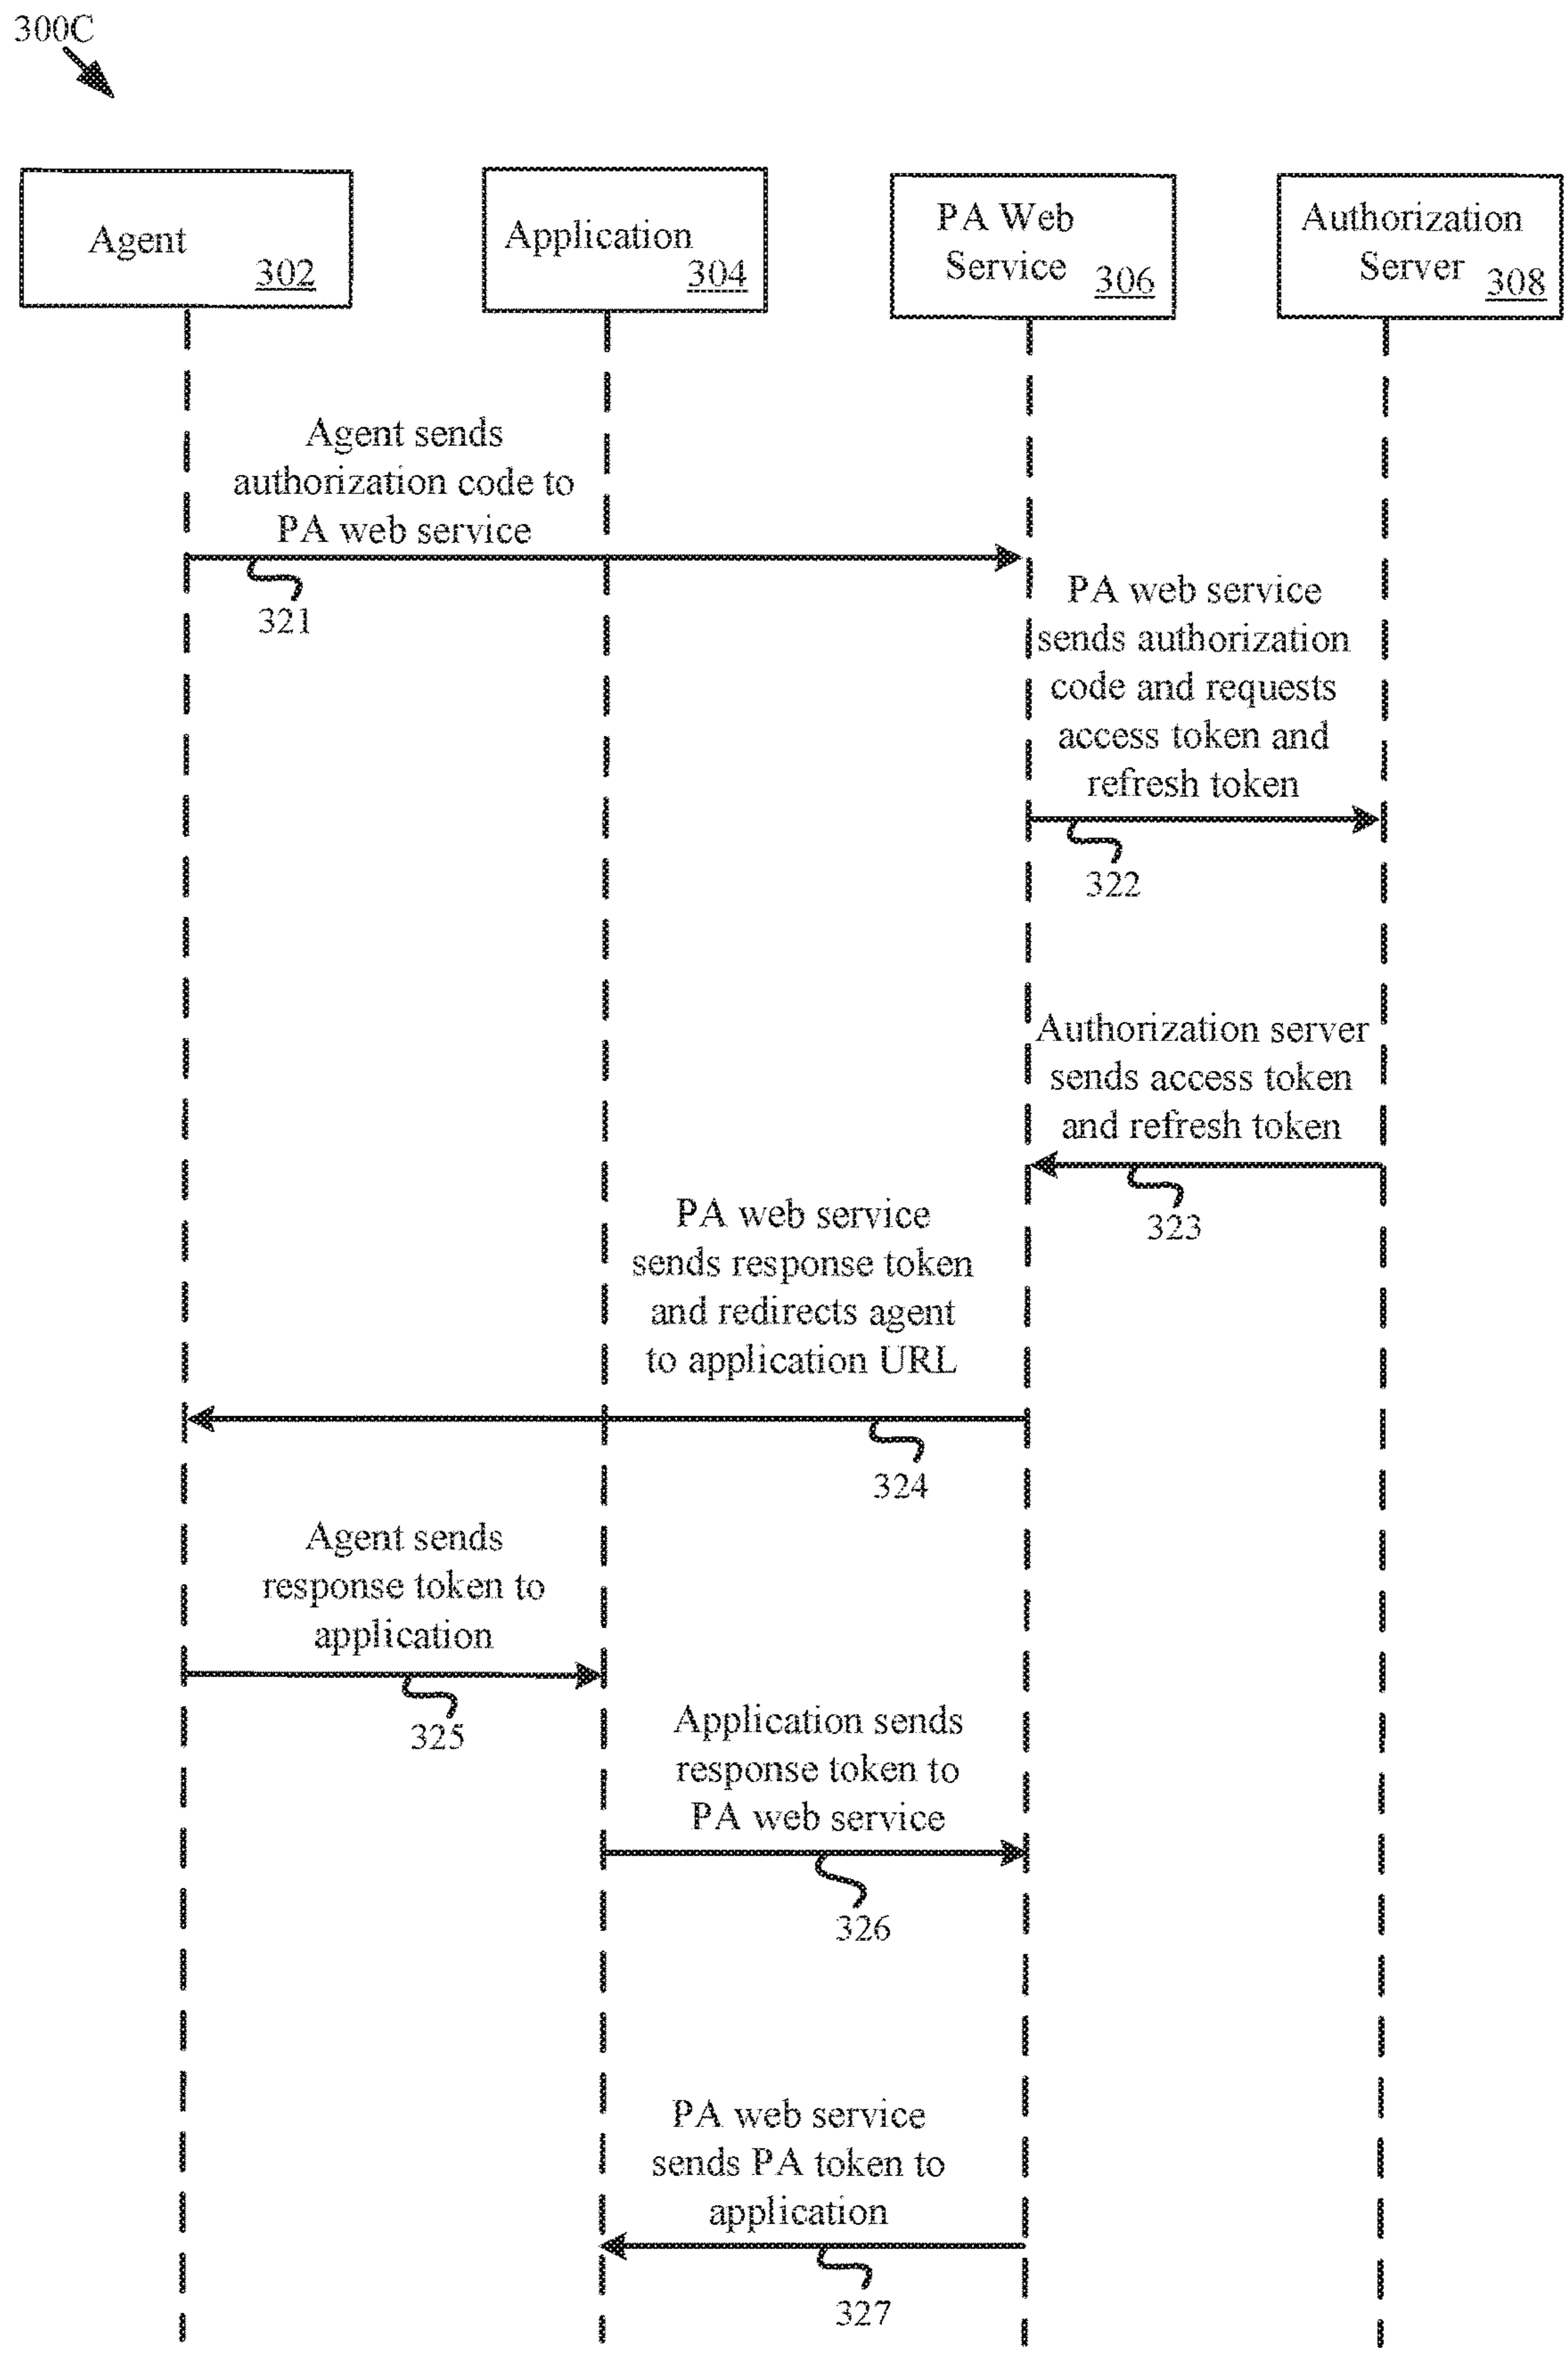 300C
Agent
302
Application
304
PA Web
Service 306
Authorization
Server 308
Agent sends
authorization code to
PA web service
321
PA web service
sends authorization
code and requests
access token and
refresh token
322
Authorization server
sends access token
and refresh token
323
PA web service
sends response token
and redirects agent
to application URL
324
Agent sends
response token to
application
325
Application sends
response token to
PA web service
326
PA web service
sends PA token to
application
327